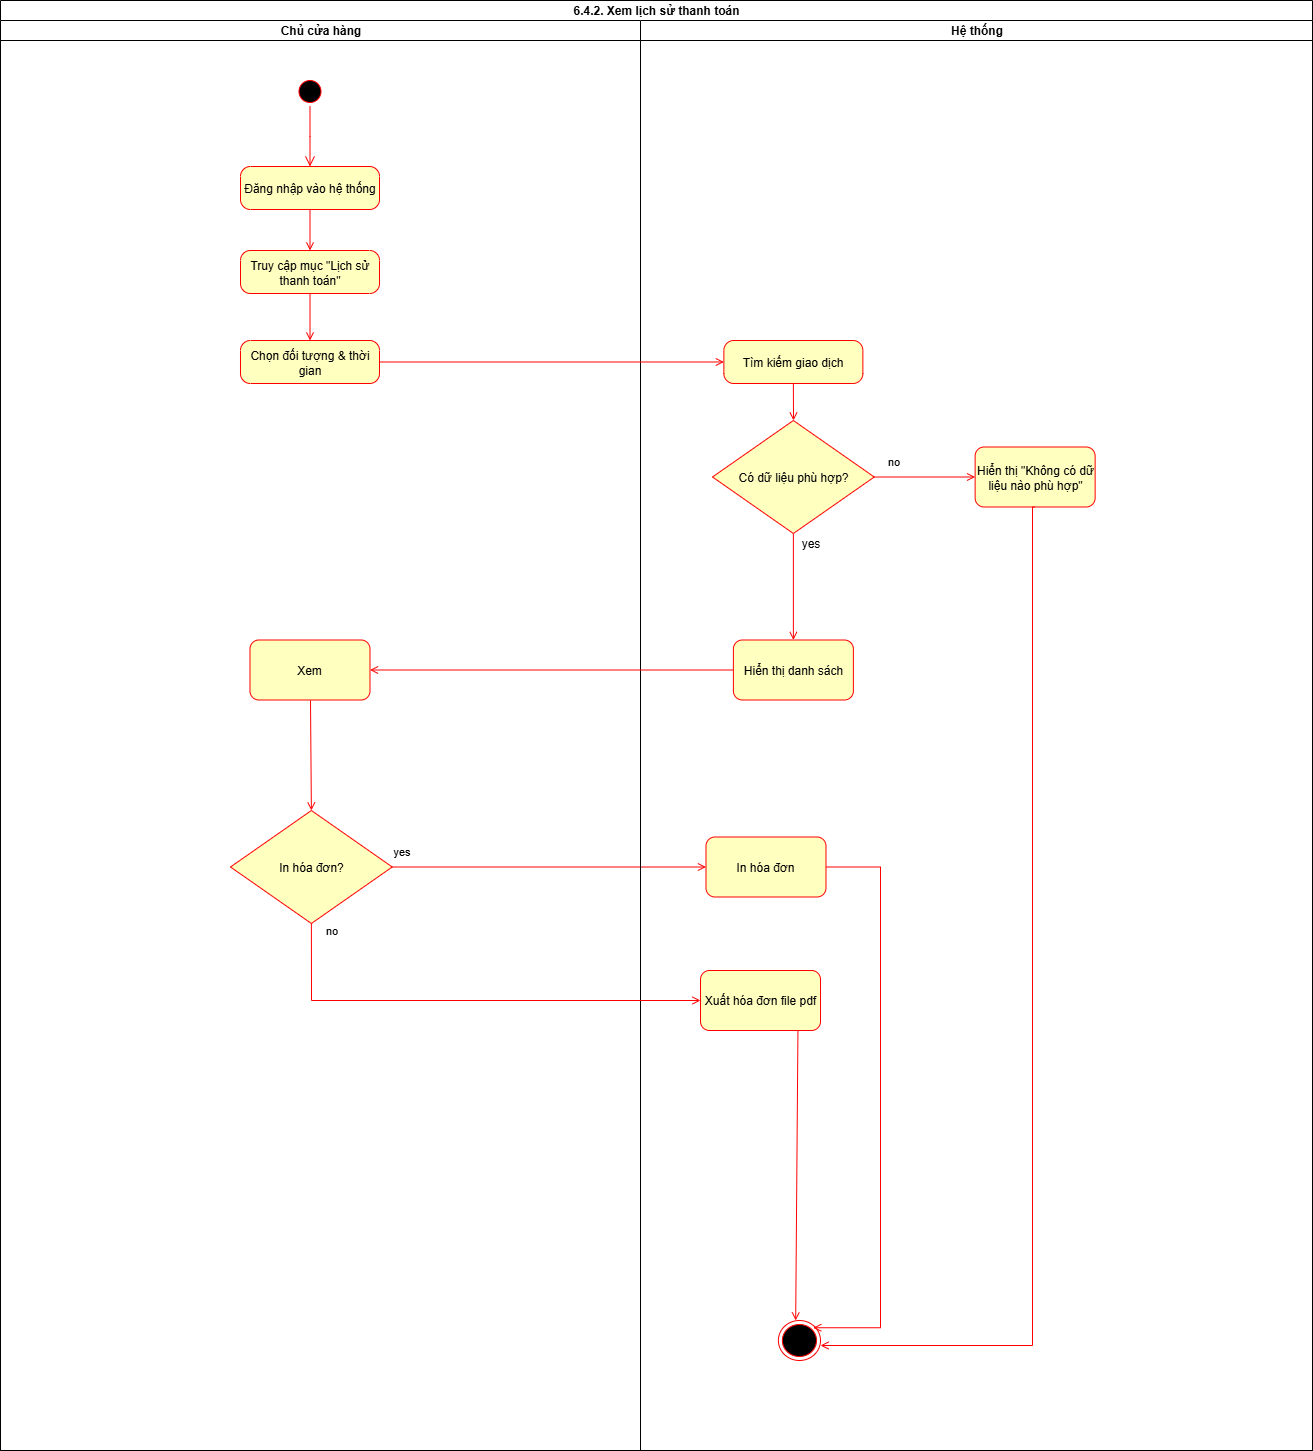 6.4.2. Xem lịch sử thanh toán
Chủ cửa hàng
Hệ thống
Đăng nhập vào hệ thống
Truy cập mục "Lịch sử
thanh toán"
Chọn đối tượng & thời
gian
Tìm kiếm giao dịch
Có dữ liệu phù hợp?
no
Hiển thị "Không có dữ
liệu nào phù hợp"
yes
Xem
Hiển thị danh sách
In hóa đơn?
yes
In hóa đơn
no
Xuất hóa đơn file pdf